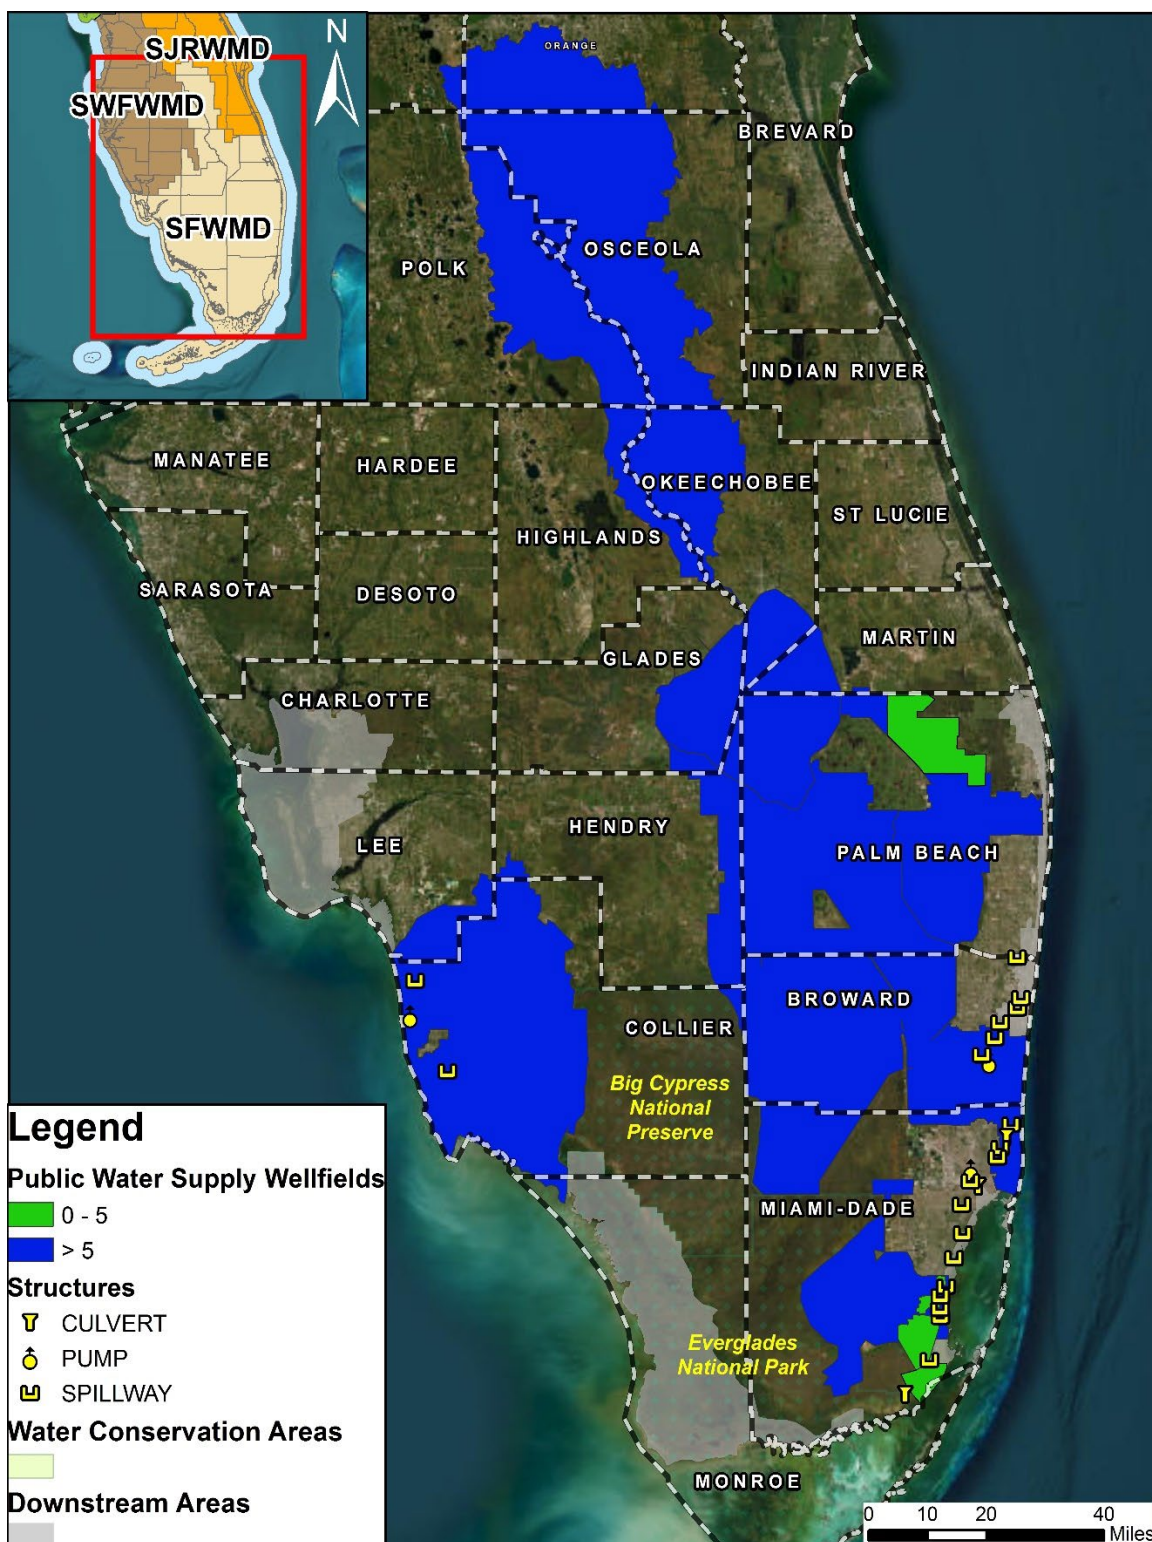 SJRWMD
SWFWMD
SFWMD
N
ORANGE
BREVARD
OSCEOLA
POLK
INDIAN RIVER
MANATEE
HARDEE
OKEECHOBEE
ST LUCIE
HIGHLANDS
SARASOTA
DESOTO
MARTIN
GLADES
CHARLOTTE
HENDRY
LEE
PALM BEACH
BROWARD
COLLIER
Big Cypress
National
Preserve
MIAMI-DADE
Everglades
National Park
MONROE
Legend
Public Water Supply Wellfields
0 - 5
> 5
Structures
CULVERT
PUMP
SPILLWAY
Water Conservation Areas
Downstream Areas
0 10 20 40
Miles